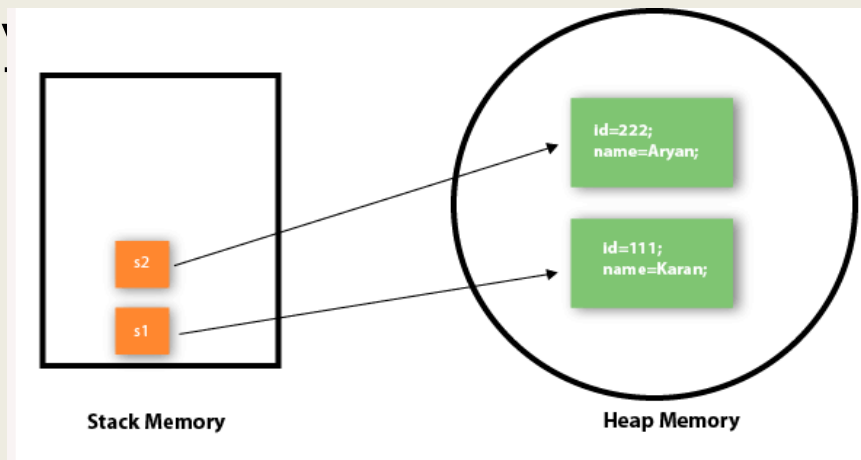 id=222;
name=Aryan;
id=111;
name=Karan;
s2
s1
Stack Memory
Heap Memory